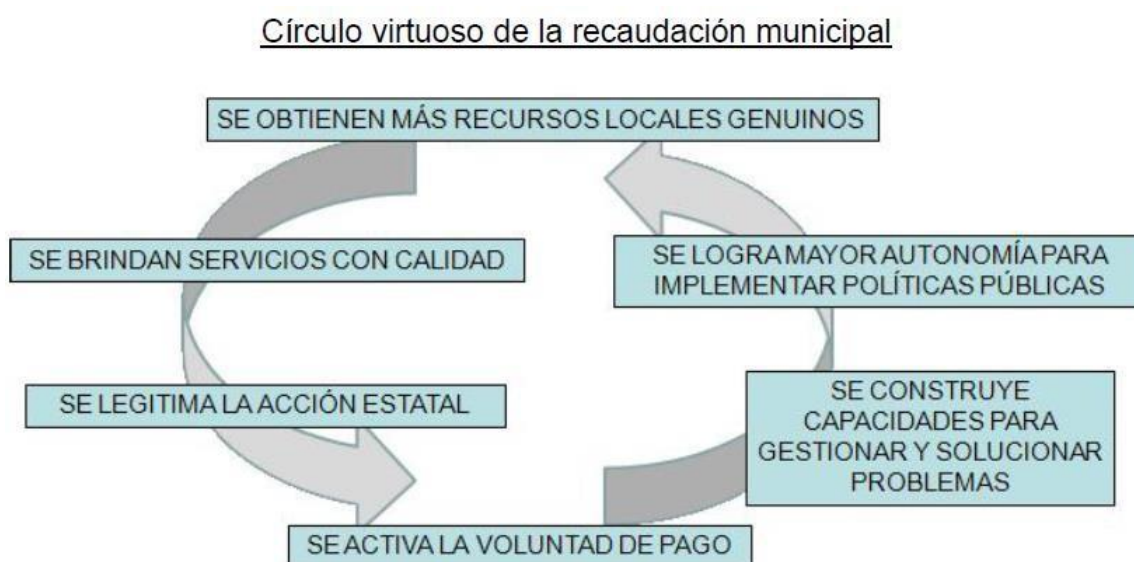 Círculo virtuoso de la recaudación municipal
SE OBTIENEN MÁS RECURSOS LOCALES GENUINOS
SE BRINDAN SERVICIOS CON CALIDAD
SE LEGITIMA LA ACCIÓN ESTATAL
SE ACTIVA LA VOLUNTAD DE PAGO
SE CONSTRUYE
CAPACIDADES PARA
GESTIONAR Y SOLUCIONAR
PROBLEMAS
SE LOGRA MAYOR AUTONOMÍA PARA
IMPLEMENTAR POLÍTICAS PÚBLICAS